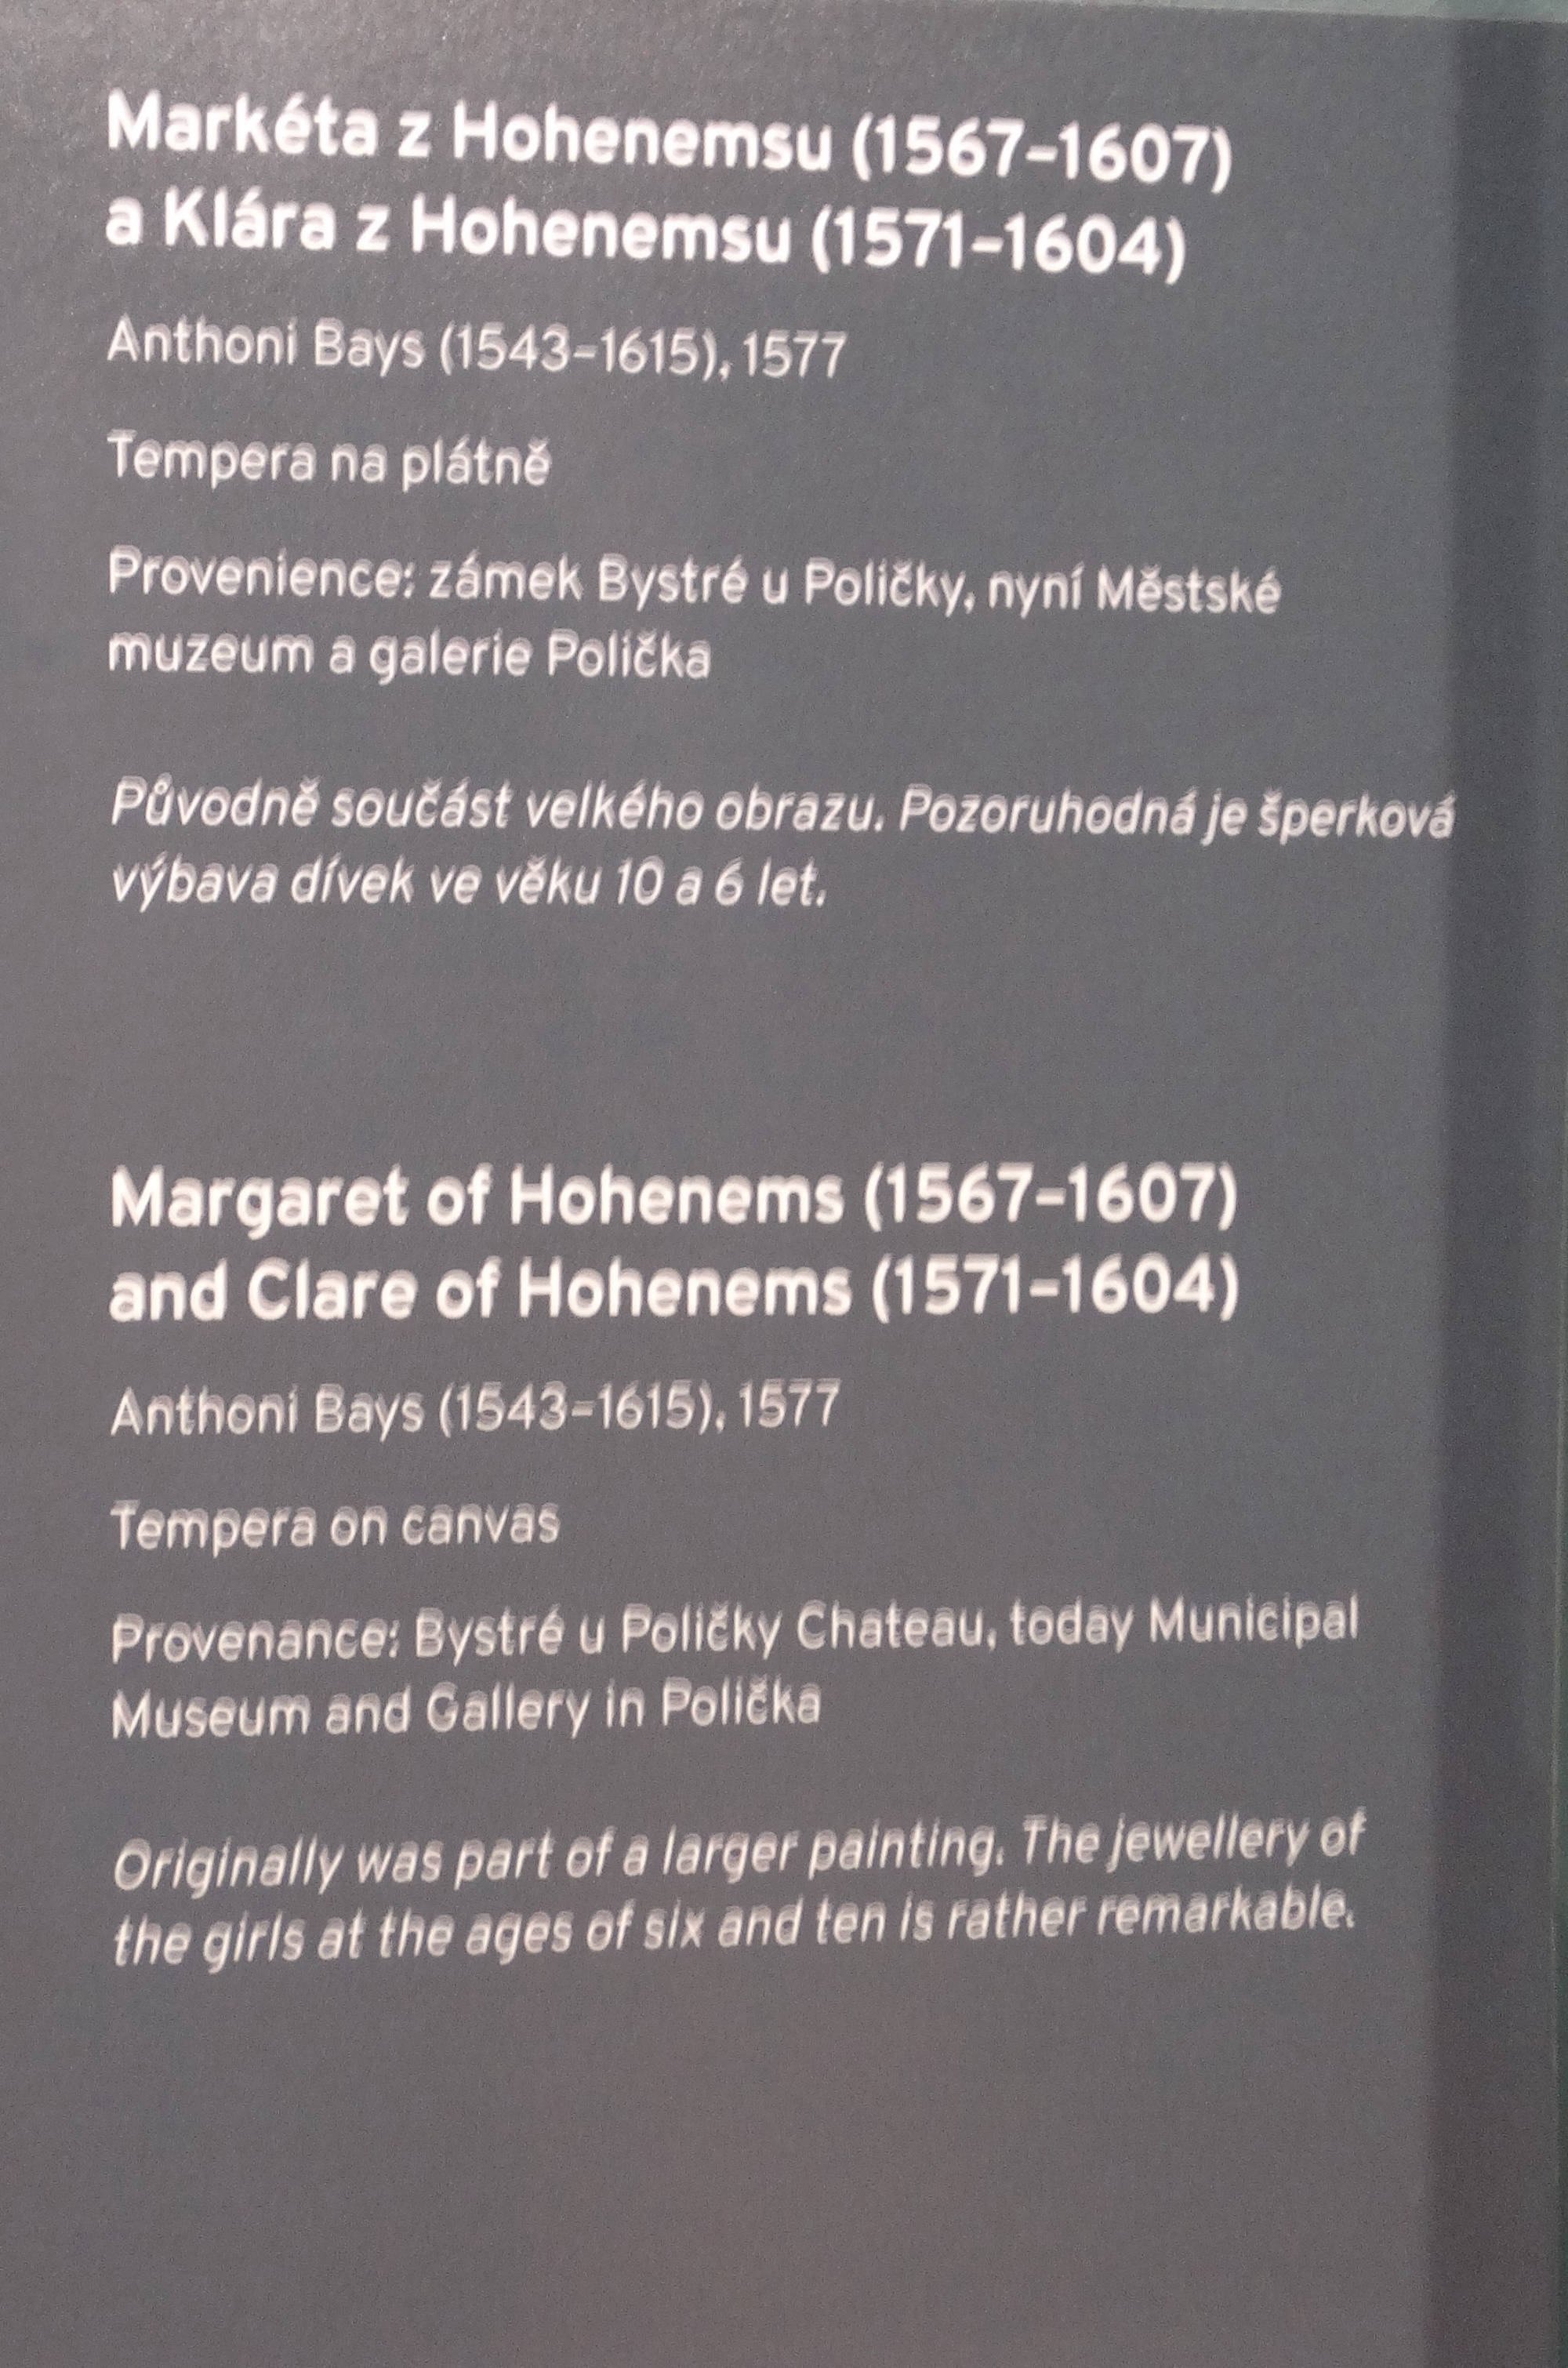 Markéta z Hohenemsu (1567–1607)
a Klára z Hohenemsu (1571–1604)
Anthoni Bays (1543–1615), 1577
Tempera na plátně
Provenience: zámek Bystré u Poličky, nyní Městské
muzeum a galerie Polička
Původně součást velkého obrazu. Pozoruhodná je šperková
výbava dívek ve věku 10 a 6 let.
Margaret of Hohenems (1567–1607)
and Clare of Hohenems (1571–1604)
Anthoni Bays (1543–1615), 1577
Tempera on canvas
Provenance: Bystré u Poličky Chateau, today Municipal
Museum and Gallery in Polička
Originally was part of a larger painting. The jewellery of
the girls at the ages of six and ten is rather remarkable.